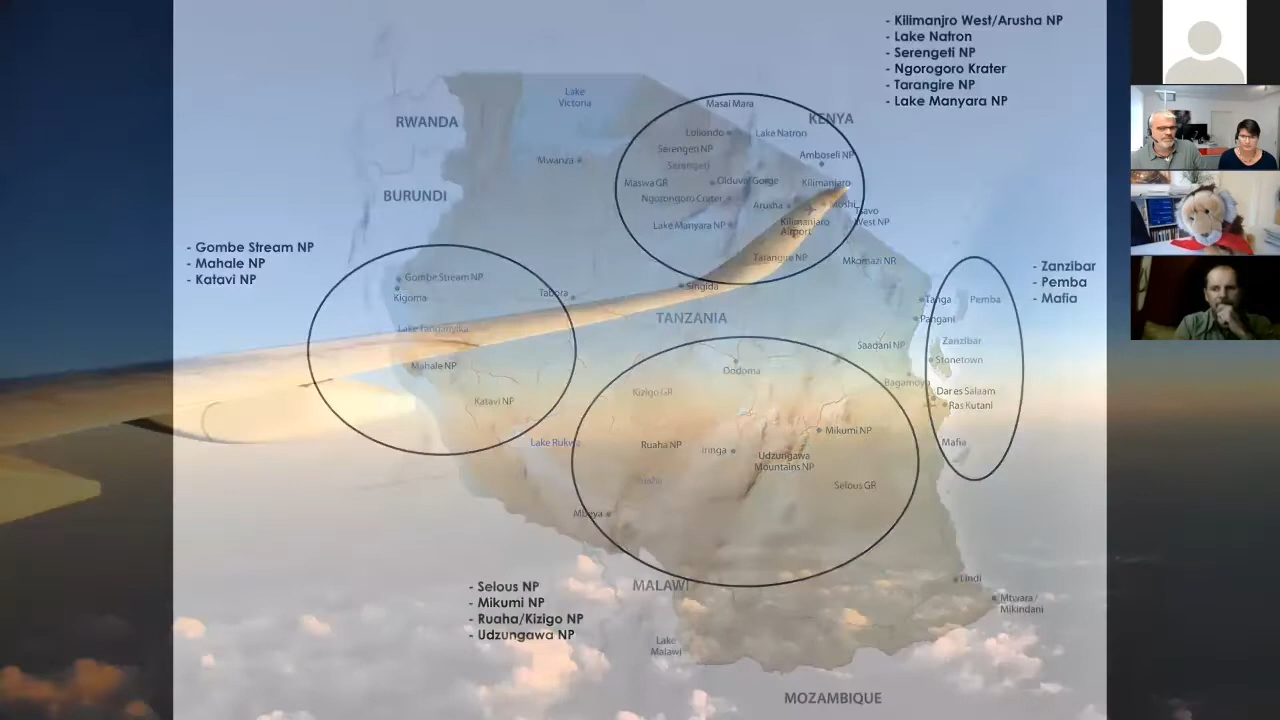 - Kilimanjro West/Arusha NP
- Lake Natron
- Serengeti NP
- Ngorogoro Krater
- Tarangire NP
- Lake Manyara NP
Lake
Victoria
Masai Mara
RWANDA
KENYA
Loliondo
Lake Natron
Serengeti NP
Amboseli NP
Mwanza
Serengeti
Maswa GR
Olduvai Gorge
Kilimanjaro
BURUNDI
Ngorongoro Crater
Arusha
Moshi
Tsavo
West NP
Lake Manyara NP
Kilimanjaro
Airport
- Gombe Stream NP
- Mahale NP
- Katavi NP
Tarangire NP
Mkomazi NR
- Zanzibar
- Pemba
- Mafia
Gombe Stream NP
Kigoma
Tabora
Singida
Tanga
Pemba
TANZANIA
Pangani
Lake Tanganyika
Zanzibar
Saadani NP
Stonetown
Mahale NP
Dodoma
Bagamoyo
Kizigo GR
Dares Salaam
Katavi NP
Ras Kutani
Mikumi NP
Lake Rukwa
Ruaha NP
Iringa
Mafia
Udzungawa
Mountains NP
Ruaha
Selous GR
Mbeya
- Selous NP
- Mikumi NP
- Ruaha/Kizigo NP
- Udzungawa NP
MALAWI
Lindi
Mtwara /
Mikindani
Lake
Malawi
MOZAMBIQUE